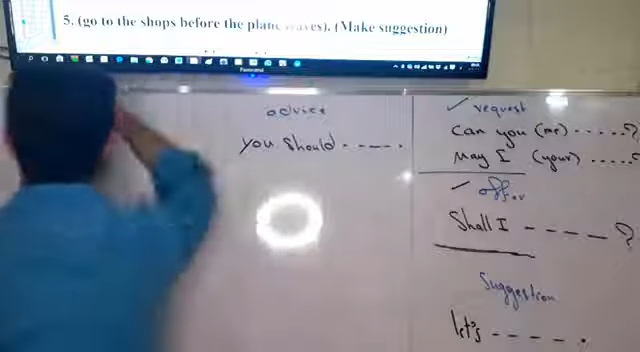 5. (go to the shops before the plane leaves). (Make suggestion)
Panorama
advice
you should -----.
request
Can you (me) .....?
May I (your) .....?
offer
Shall I - - - - ?
Suggestion
let's - - - - .